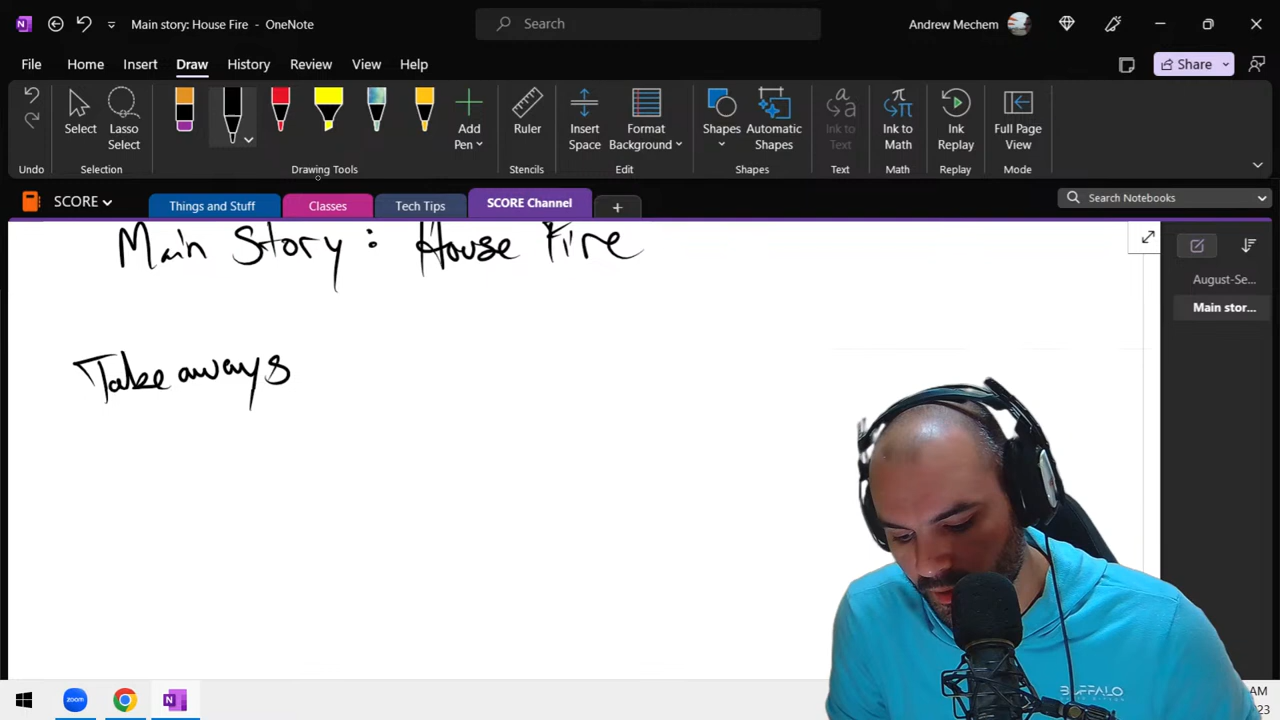 Main story: House Fire - OneNote
Search
Andrew Mechem
File Home Insert Draw History Review View Help
Share
Select
Lasso Select
Add Pen
Ruler
Insert Space
Format Background
Shapes
Automatic Shapes
Ink to Text
Ink to Math
Ink Replay
Full Page View
Undo Selection Drawing Tools Stencils Edit Shapes Text Math Replay Mode
SCORE
Things and Stuff
Classes
Tech Tips
SCORE Channel
Search Notebooks
Main Story: House Fire
August-Se...
Main stor...
Takeaways
BUFFALO
zoom
AM
23